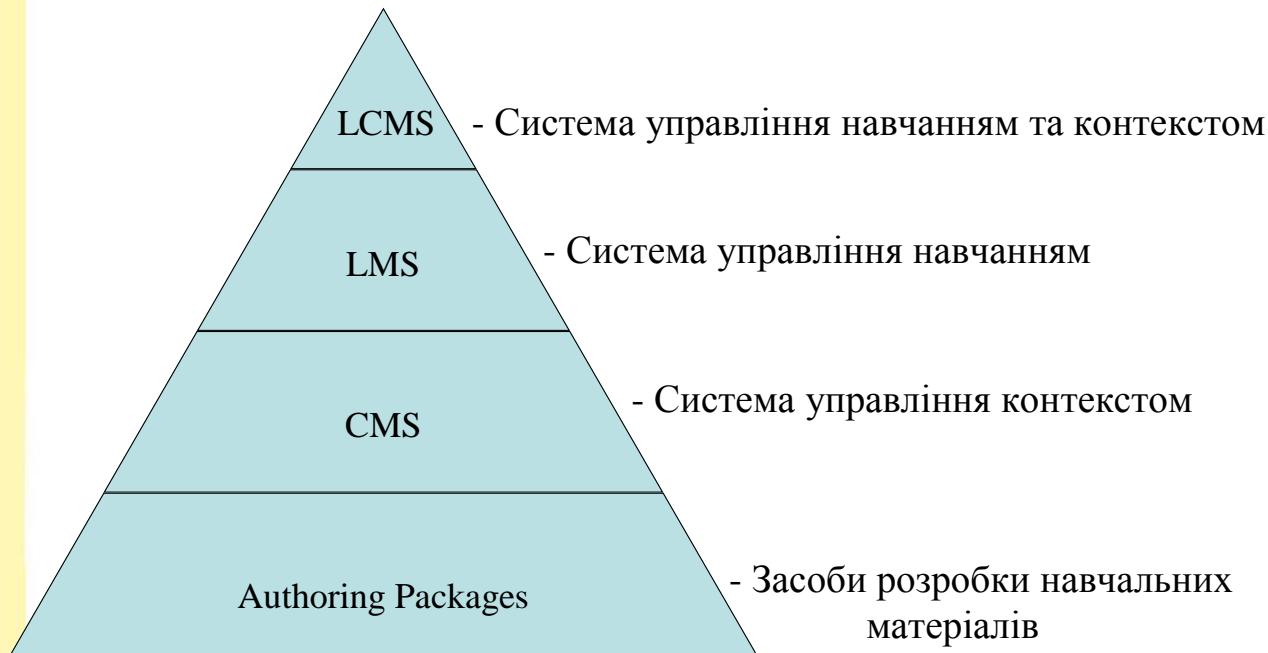 LCMS - Система управління навчанням та контекстом
LMS - Система управління навчанням
CMS - Система управління контекстом
Authoring Packages - Засоби розробки навчальних
матеріалів